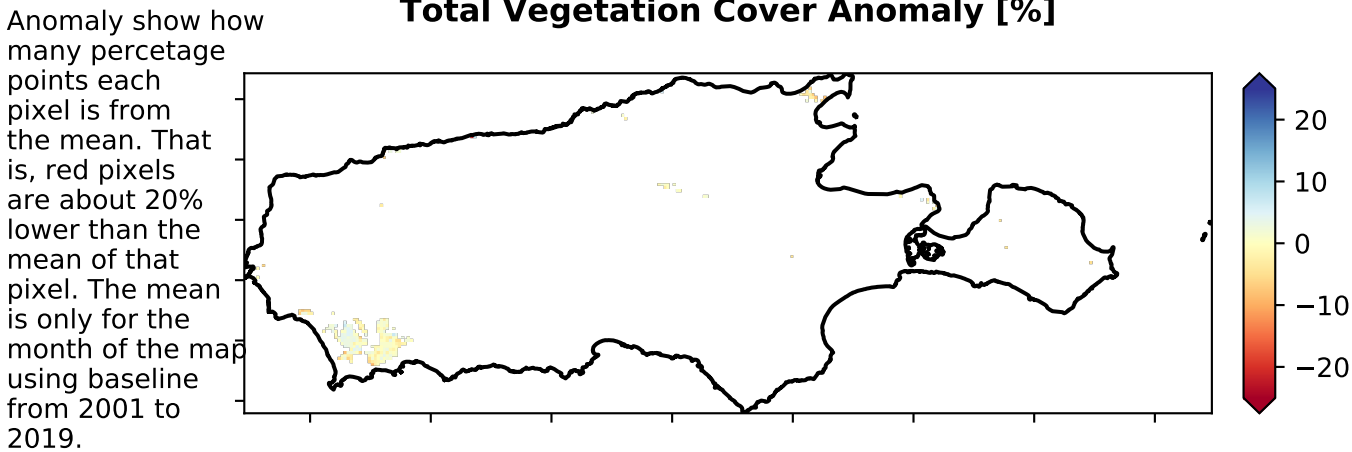 Total Vegetation Cover Anomaly [%]
Anomaly show how
many percetage
points each
pixel is from
the mean. That
is, red pixels
are about 20%
lower than the
mean of that
pixel. The mean
is only for the
month of the map
using baseline
from 2001 to
2019.
20
10
0
−10
−20